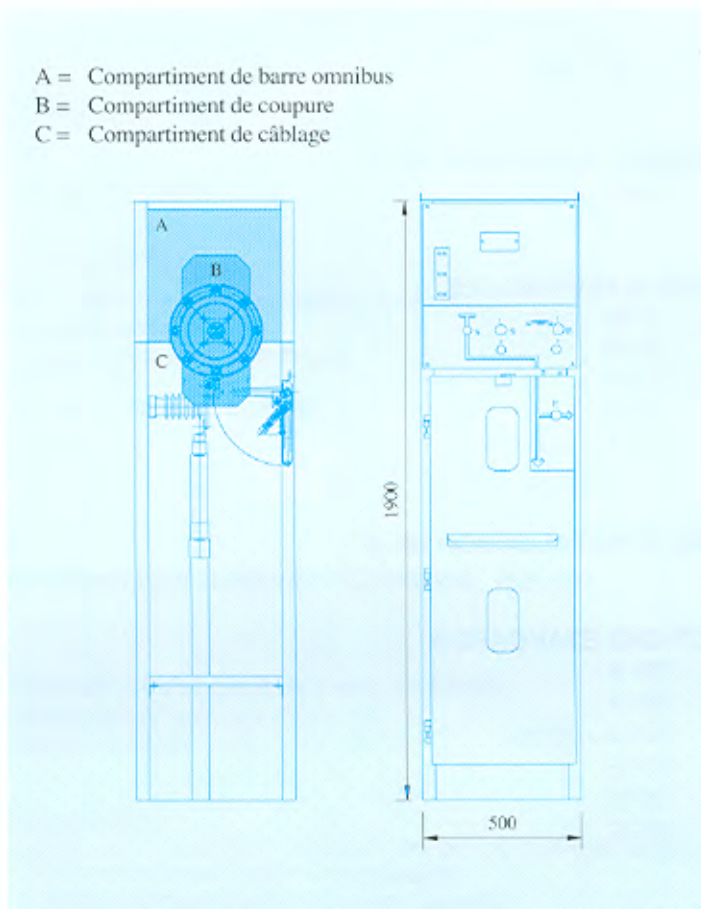 A = Compartiment de barre omnibus
B = Compartiment de coupure
C = Compartiment de câblage
A
B
C
1900
500